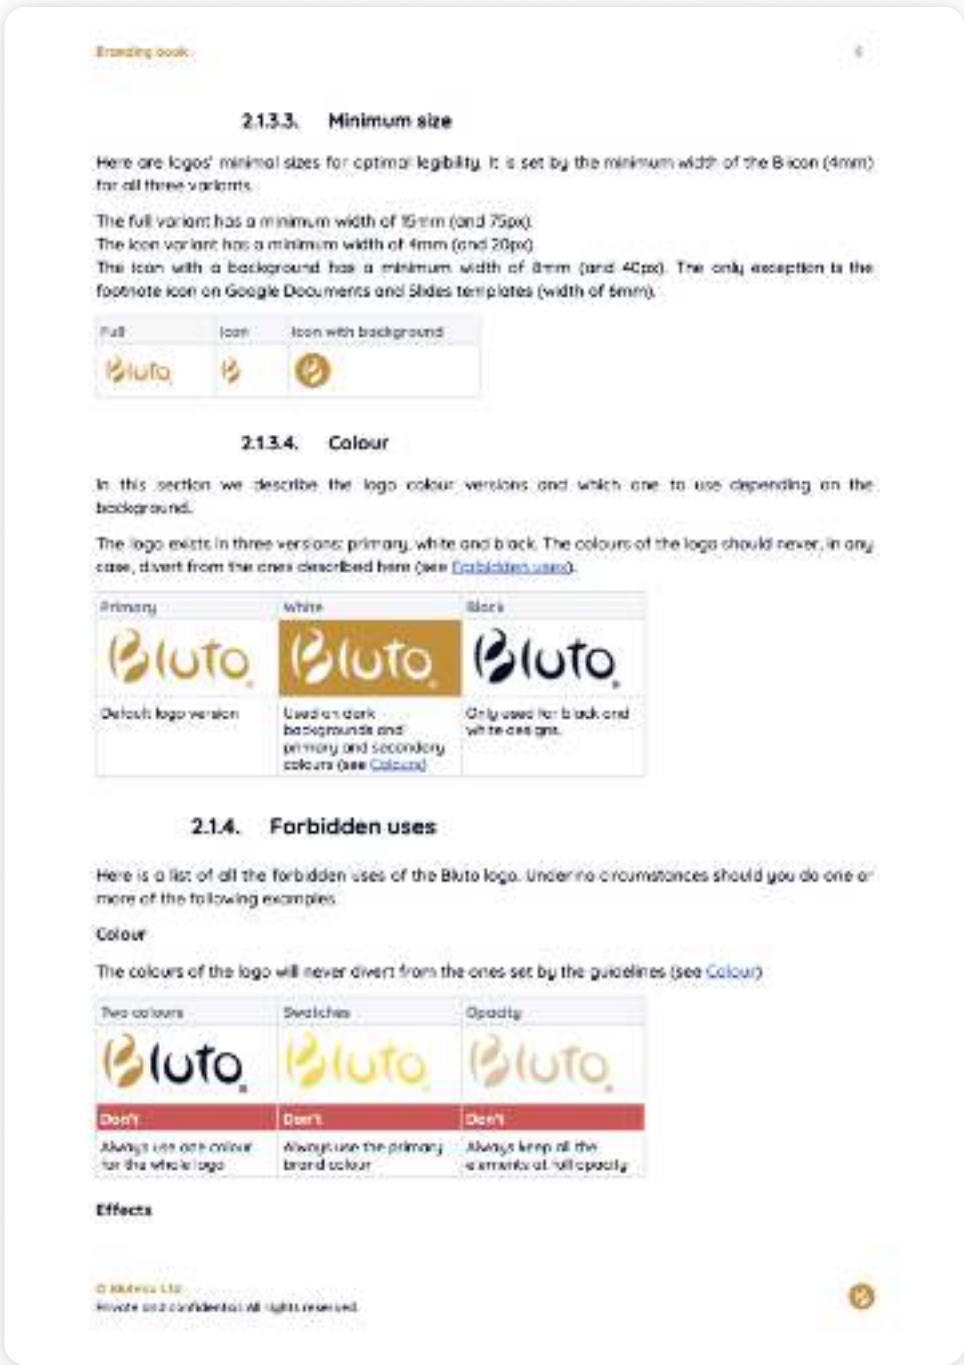 Branding book
6
2.1.3.3. Minimum size
Here are logos' minimal sizes for optimal legibility. It is set by the minimum width of the B-icon (4mm)
for all three variants.
The full variant has a minimum width of 15mm (and 75px).
The icon variant has a minimum width of 4mm (and 20px).
The icon with a background has a minimum width of 8mm (and 40px). The only exception is the
footnote icon on Google Documents and Slides templates (width of 6mm).
Full Icon Icon with background
Bluto
2.1.3.4. Colour
In this section we describe the logo colour versions and which one to use depending on the
background.
The logo exists in three versions: primary, white and black. The colours of the logo should never, in any
case, divert from the ones described here (see Forbidden uses).
Primary White Black
Bluto Bluto Bluto
Default logo version Used on dark Only used for black and
backgrounds and white designs.
primary and secondary
colours (see Colours)
2.1.4. Forbidden uses
Here is a list of all the forbidden uses of the Bluto logo. Under no circumstances should you do one or
more of the following examples.
Colour
The colours of the logo will never divert from the ones set by the guidelines (see Colour)
Two colours Swatches Opacity
Bluto Bluto Bluto
Don't Don't Don't
Always use one colour Always use the primary Always keep all the
for the whole logo brand colour elements at full opacity
Effects
Private and confidential. All rights reserved.